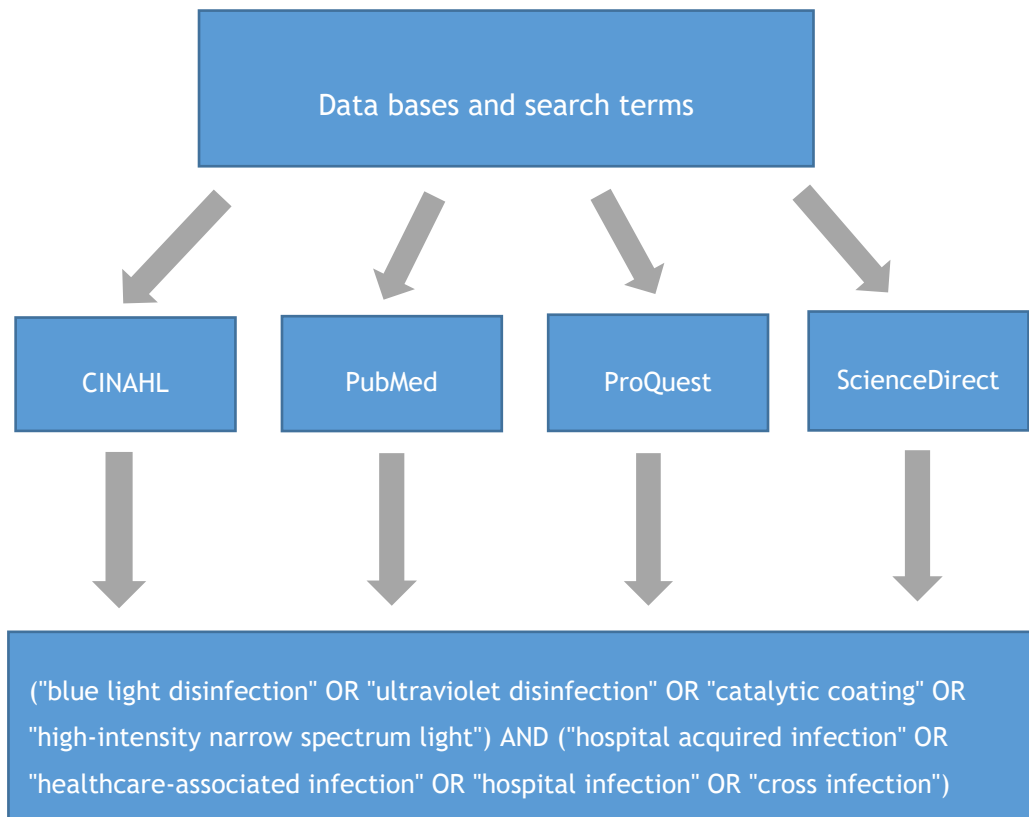 Data bases and search terms
CINAHL
PubMed
ProQuest
ScienceDirect
("blue light disinfection" OR "ultraviolet disinfection" OR "catalytic coating" OR
"high-intensity narrow spectrum light") AND ("hospital acquired infection" OR
"healthcare-associated infection" OR "hospital infection" OR "cross infection")